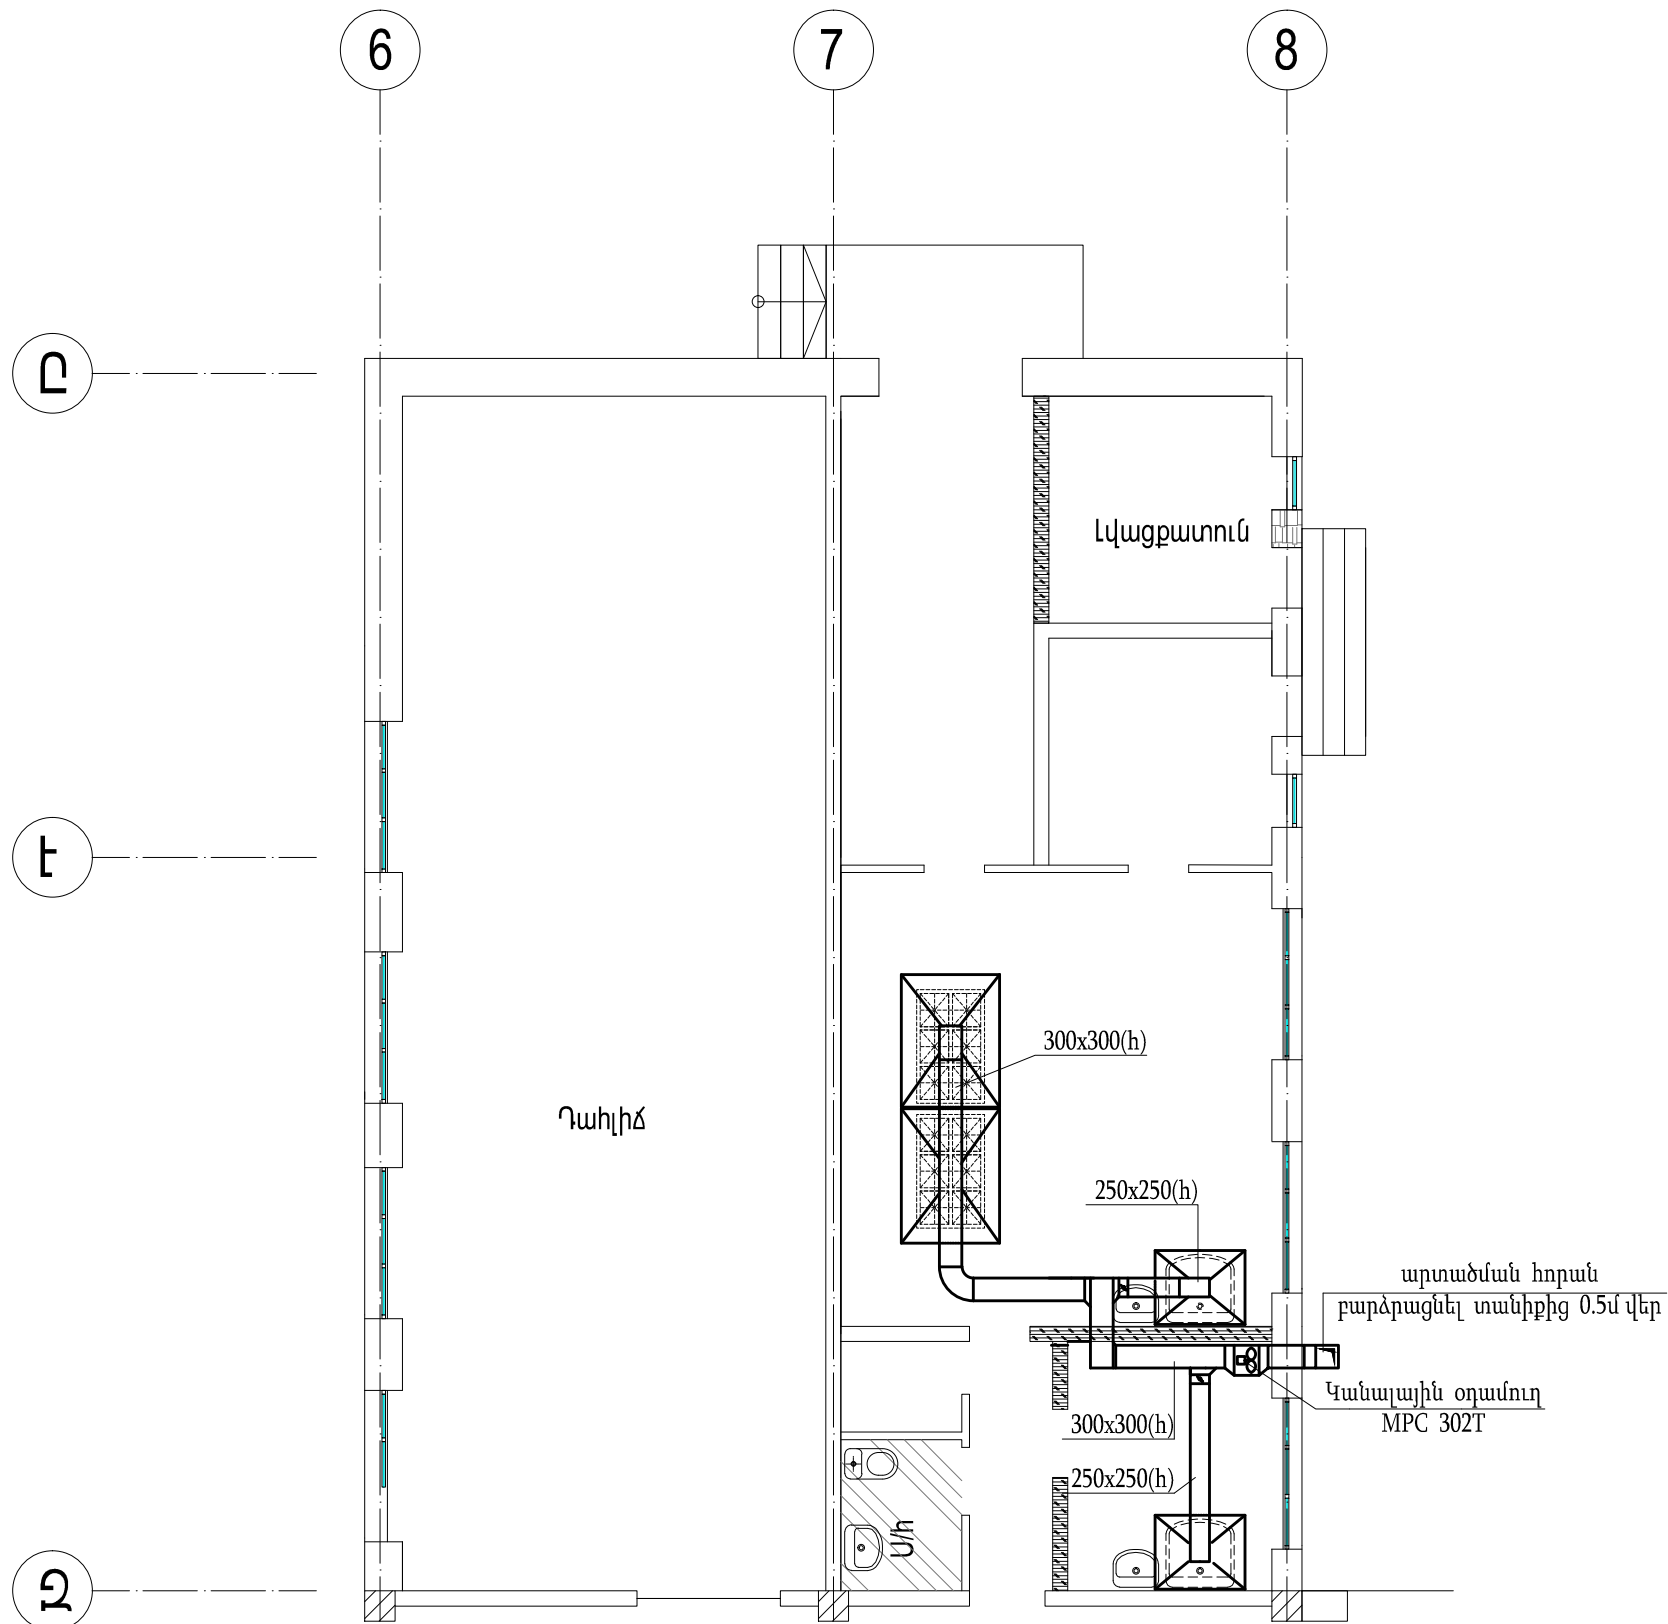 6
7
8
Ը
Լվացքատուն
Է
300x300(h)
Դահլիճ
250x250(h)
արտածման հորան
բարձրացնել տանիքից 0.5մ վեր
Կանալային օդամուղ
MPC 302T
300x300(h)
250x250(h)
Ս/հ
Ց